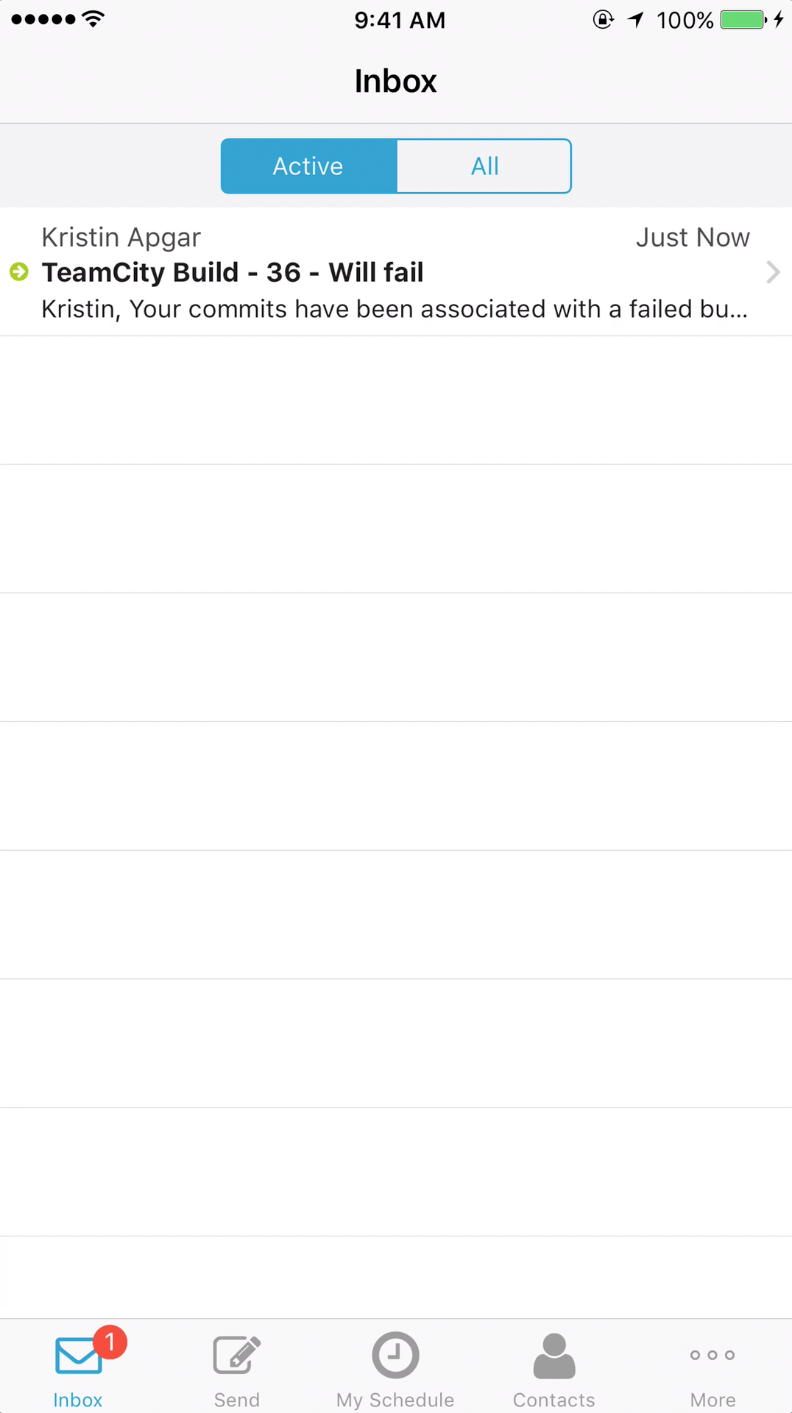 9:41 AM 100%
Inbox
Active All
Kristin Apgar Just Now
TeamCity Build - 36 - Will fail
Kristin, Your commits have been associated with a failed bu...
1
Inbox Send My Schedule Contacts More